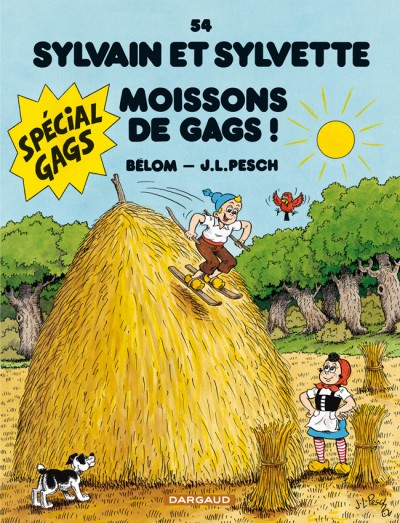 54
SYLVAIN ET SYLVETTE
MOISSONS
DE GAGS !
SPÉCIAL
GAGS
BELOM – J.L.PESCH
DARGAUD